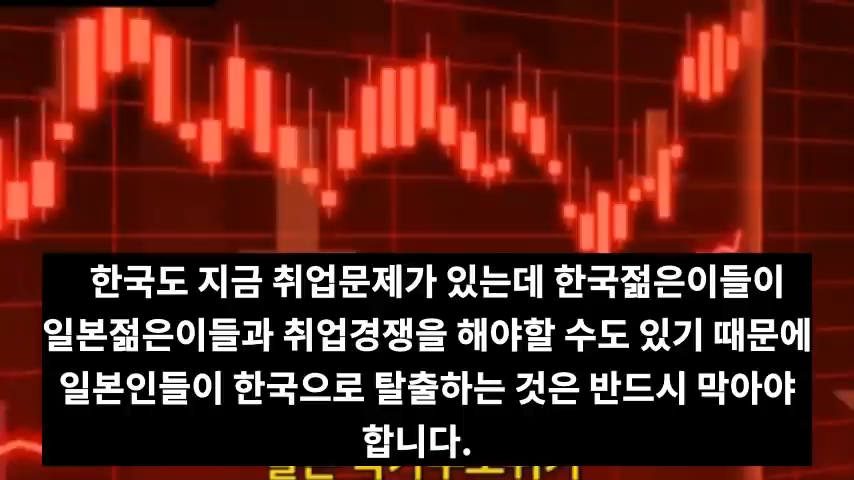 한국도 지금 취업문제가 있는데 한국젊은이들이
일본젊은이들과 취업경쟁을 해야할 수도 있기 때문에
일본인들이 한국으로 탈출하는 것은 반드시 막아야
합니다.